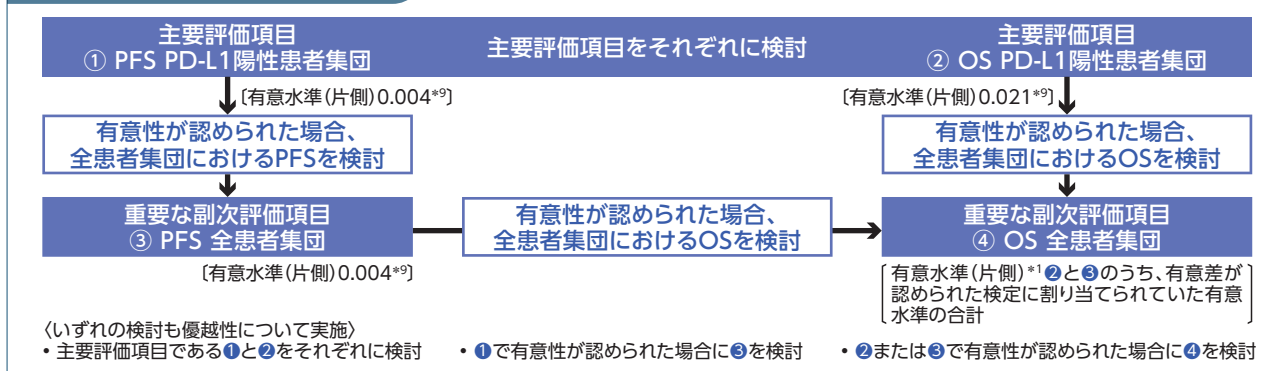 主要評価項目
① PFS PD-L1陽性患者集団
主要評価項目をそれぞれに検討
主要評価項目
② OS PD-L1陽性患者集団
〔有意水準(片側)0.004*9〕
〔有意水準(片側)0.021*9〕
有意性が認められた場合、
全患者集団におけるPFSを検討
有意性が認められた場合、
全患者集団におけるOSを検討
重要な副次評価項目
③ PFS 全患者集団
有意性が認められた場合、
全患者集団におけるOSを検討
重要な副次評価項目
④ OS 全患者集団
〔有意水準(片側)0.004*9〕
有意水準(片側)*1❷と❸のうち、有意差が
認められた検定に割り当てられていた有意
水準の合計
〈いずれの検討も優越性について実施〉
• 主要評価項目である❶と❷をそれぞれに検討
• ❶で有意性が認められた場合に❸を検討
• ❷または❸で有意性が認められた場合に❹を検討